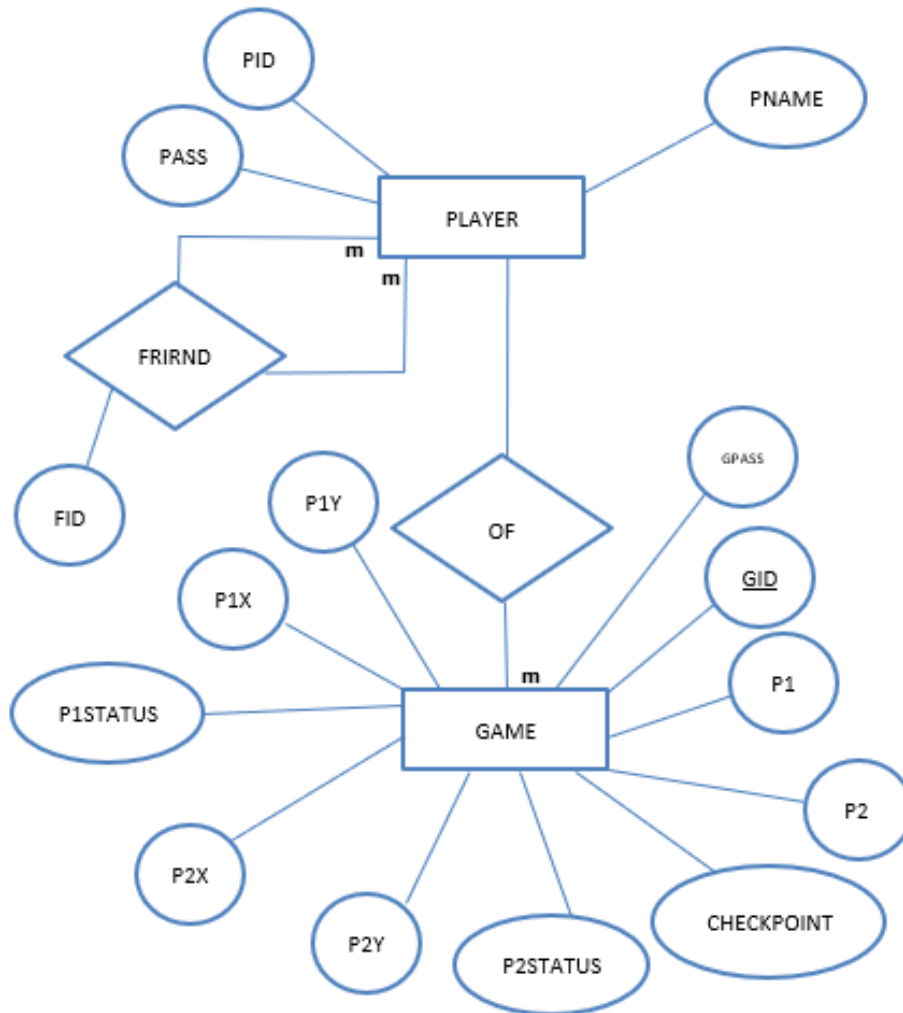 PID
PNAME
PASS
PLAYER
m
m
FRIRND
GPASS
P1Y
FID
OF
GID
P1X
m
P1
P1STATUS
GAME
P2
P2X
CHECKPOINT
P2Y
P2STATUS